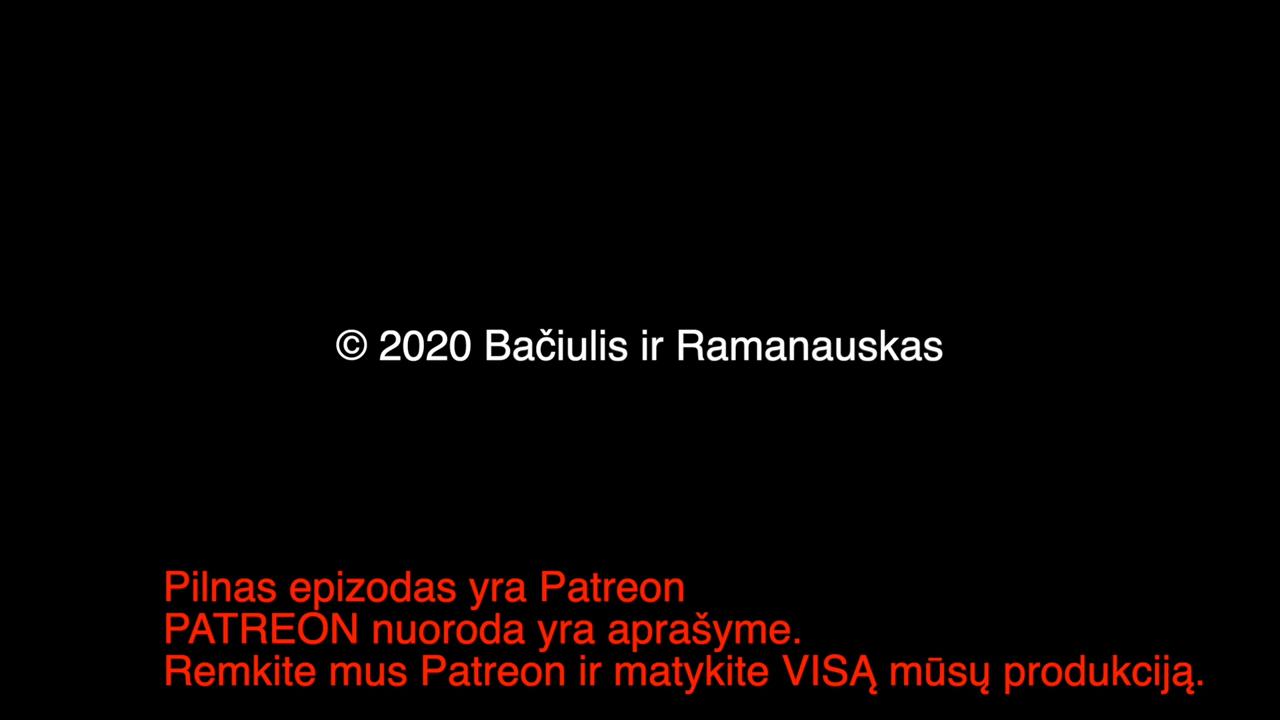 © 2020 Bačiulis ir Ramanauskas
Pilnas epizodas yra Patreon
PATREON nuoroda yra aprašyme.
Remkite mus Patreon ir matykite VISĄ mūsų produkciją.